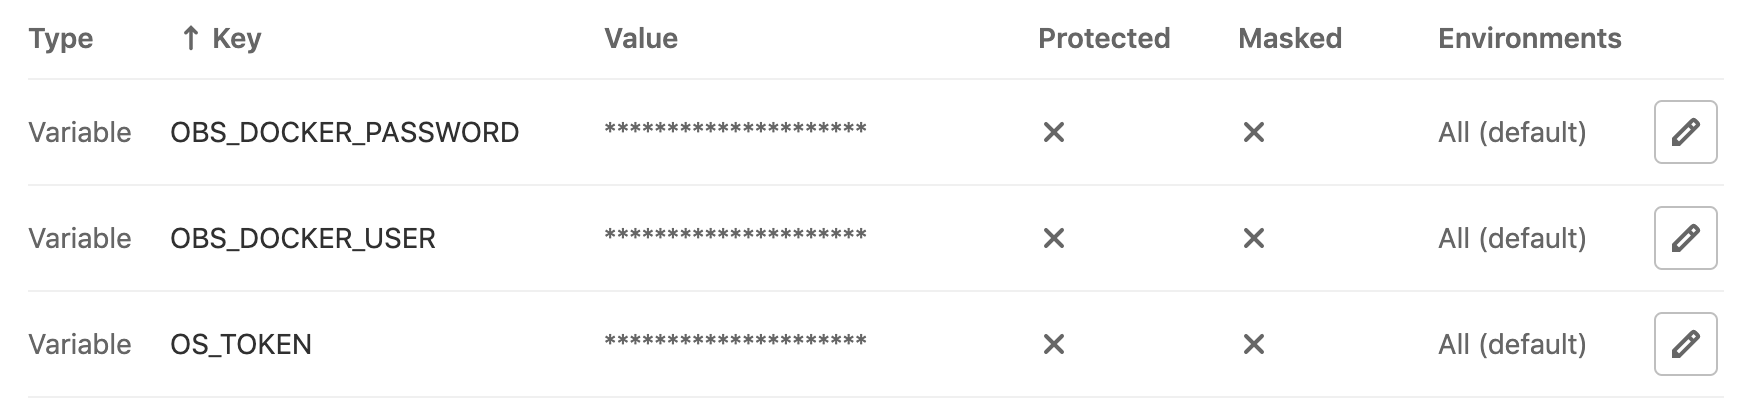 Type ↑ Key Value Protected Masked Environments
Variable OBS_DOCKER_PASSWORD ********************* All (default)
Variable OBS_DOCKER_USER ********************* All (default)
Variable OS_TOKEN ********************* All (default)